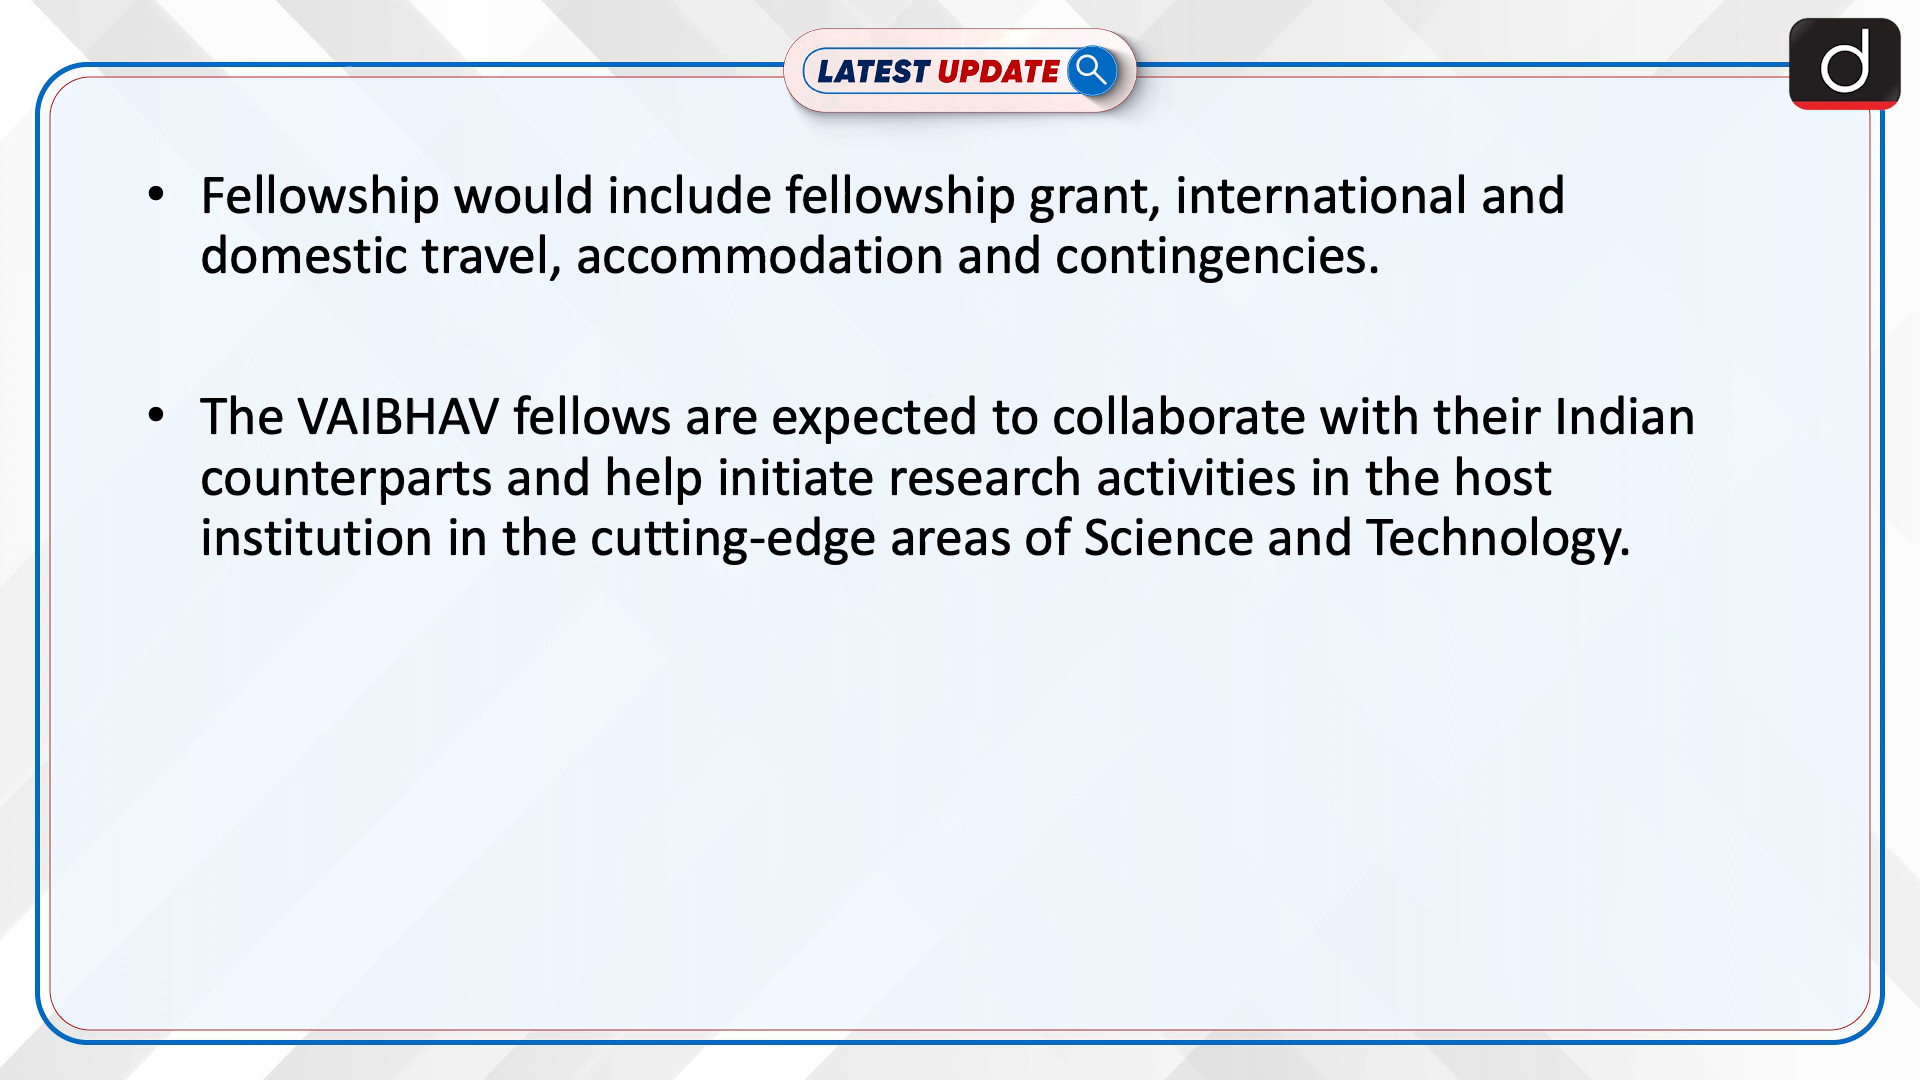 LATEST UPDATE
d
• Fellowship would include fellowship grant, international and
domestic travel, accommodation and contingencies.
• The VAIBHAV fellows are expected to collaborate with their Indian
counterparts and help initiate research activities in the host
institution in the cutting-edge areas of Science and Technology.